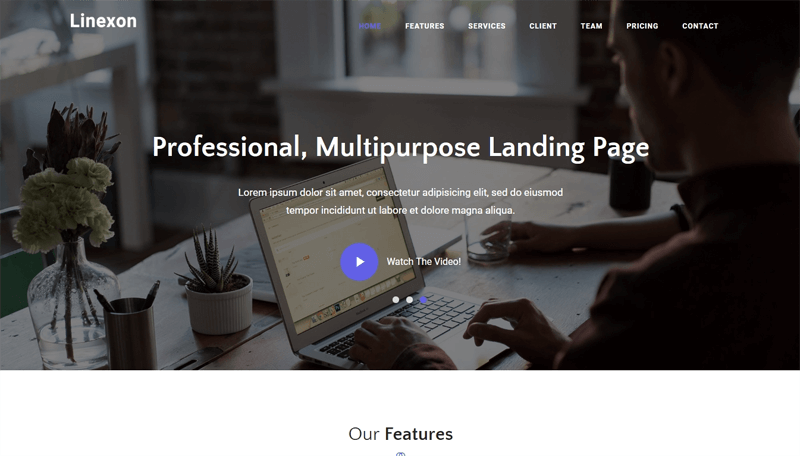 Linexon
HOME FEATURES SERVICES CLIENT TEAM PRICING CONTACT
Professional, Multipurpose Landing Page
Lorem ipsum dolor sit amet, consectetur adipisicing elit, sed do eiusmod
tempor incididunt ut labore et dolore magna aliqua.
Watch The Video!
Our Features